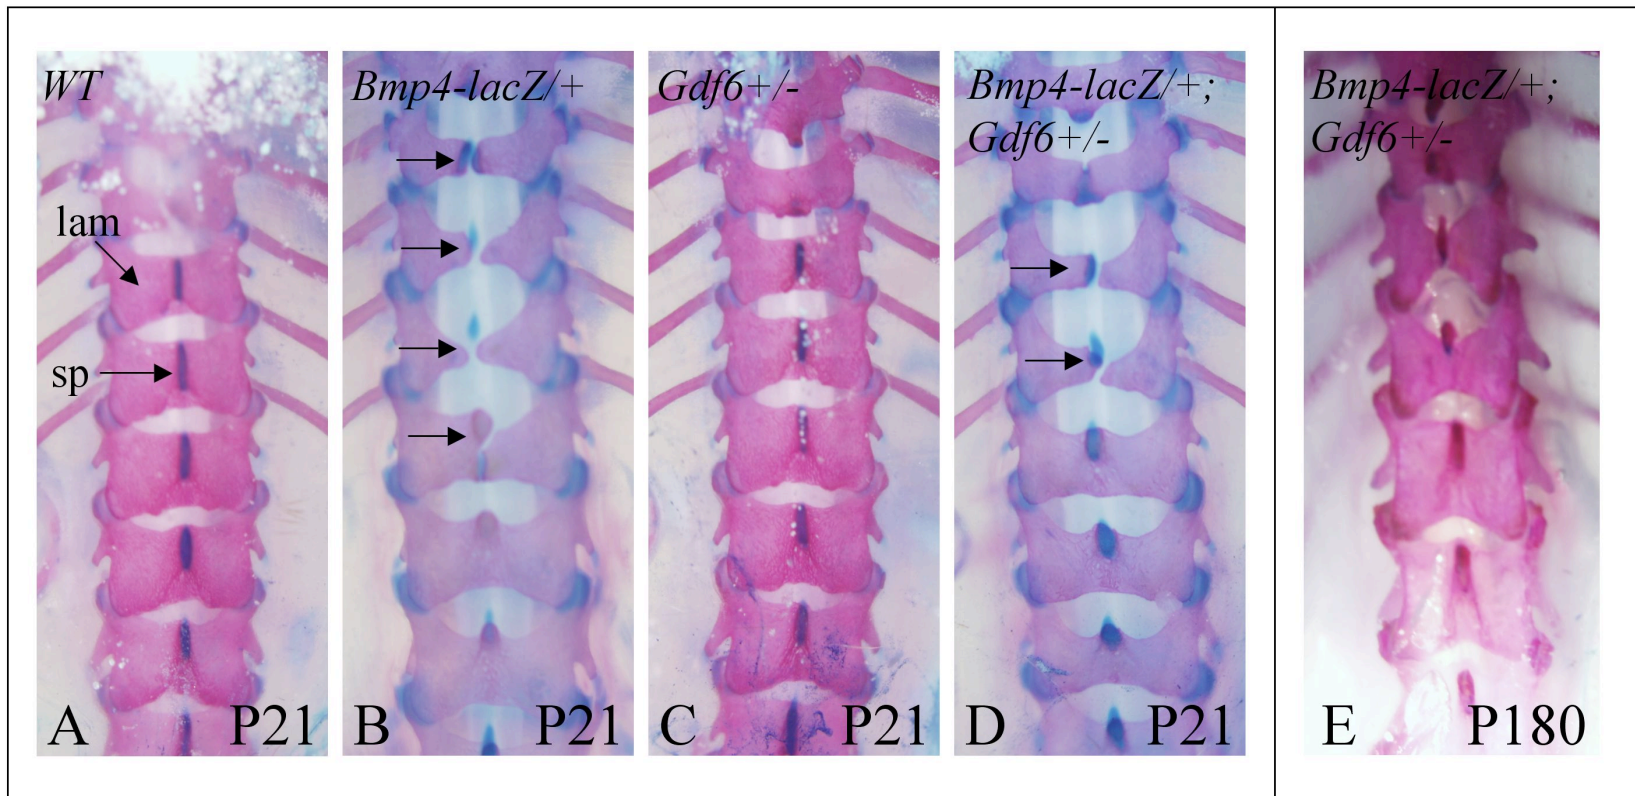 WT
lam
sp
A
P21
Bmp4-lacZ/+
B
P21
Gdf6+/-
C
P21
Bmp4-lacZ/+;
Gdf6+/-
D
P21
Bmp4-lacZ/+;
Gdf6+/-
E
P180